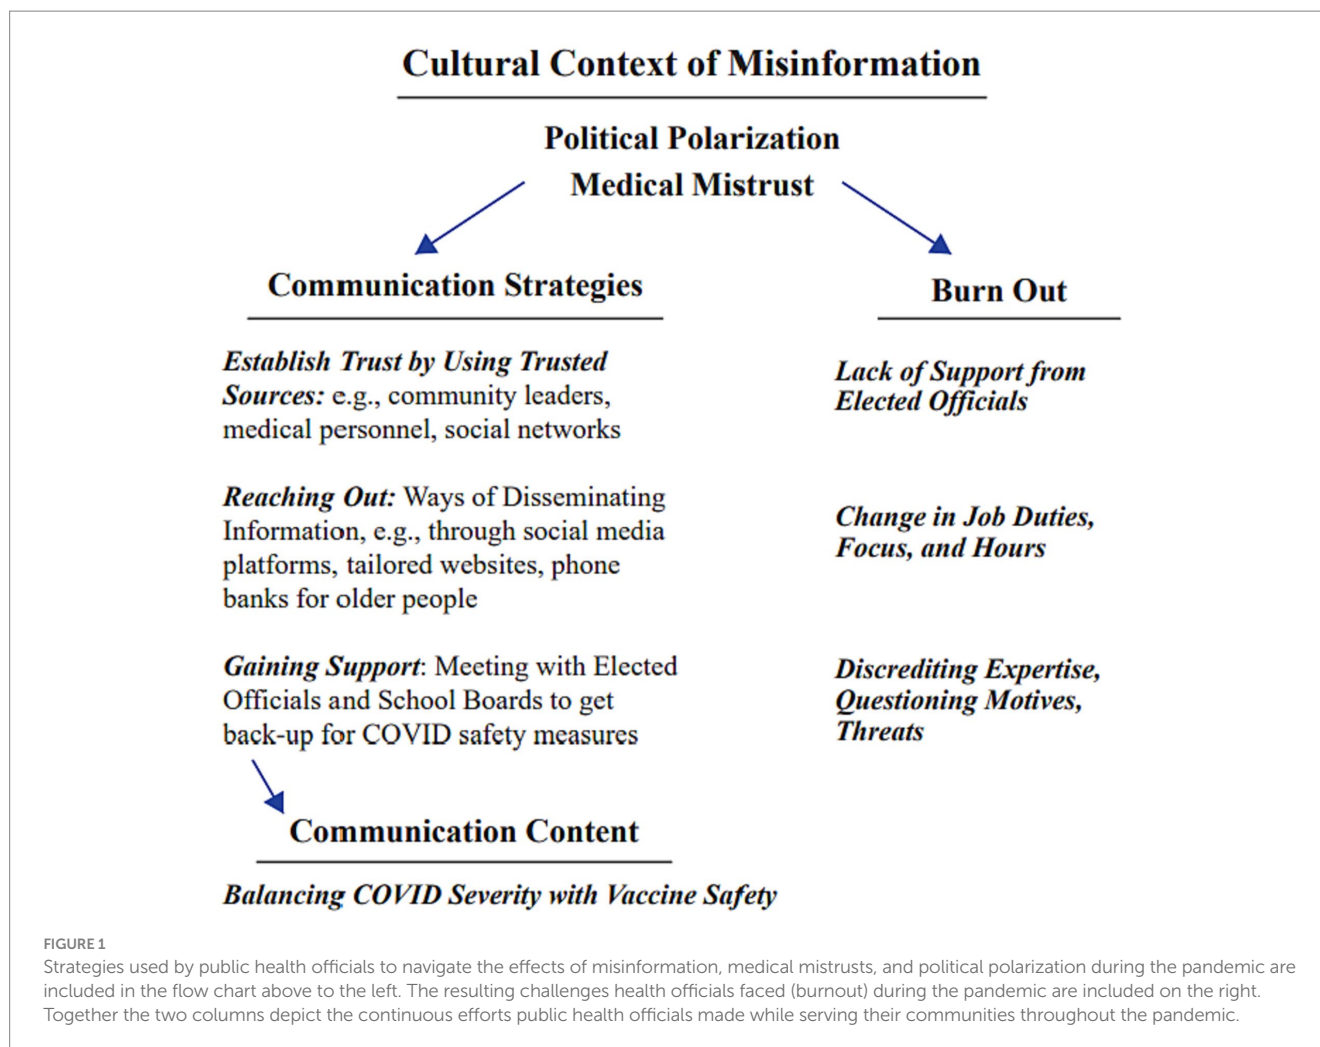 Cultural Context of Misinformation
Political Polarization
Medical Mistrust
Communication Strategies
Establish Trust by Using Trusted
Sources: e.g., community leaders,
medical personnel, social networks
Reaching Out: Ways of Disseminating
Information, e.g., through social media
platforms, tailored websites, phone
banks for older people
Gaining Support: Meeting with Elected
Officials and School Boards to get
back-up for COVID safety measures
Communication Content
Balancing COVID Severity with Vaccine Safety
Burn Out
Lack of Support from
Elected Officials
Change in Job Duties,
Focus, and Hours
Discrediting Expertise,
Questioning Motives,
Threats
FIGURE 1
Strategies used by public health officials to navigate the effects of misinformation, medical mistrusts, and political polarization during the pandemic are
included in the flow chart above to the left. The resulting challenges health officials faced (burnout) during the pandemic are included on the right.
Together the two columns depict the continuous efforts public health officials made while serving their communities throughout the pandemic.